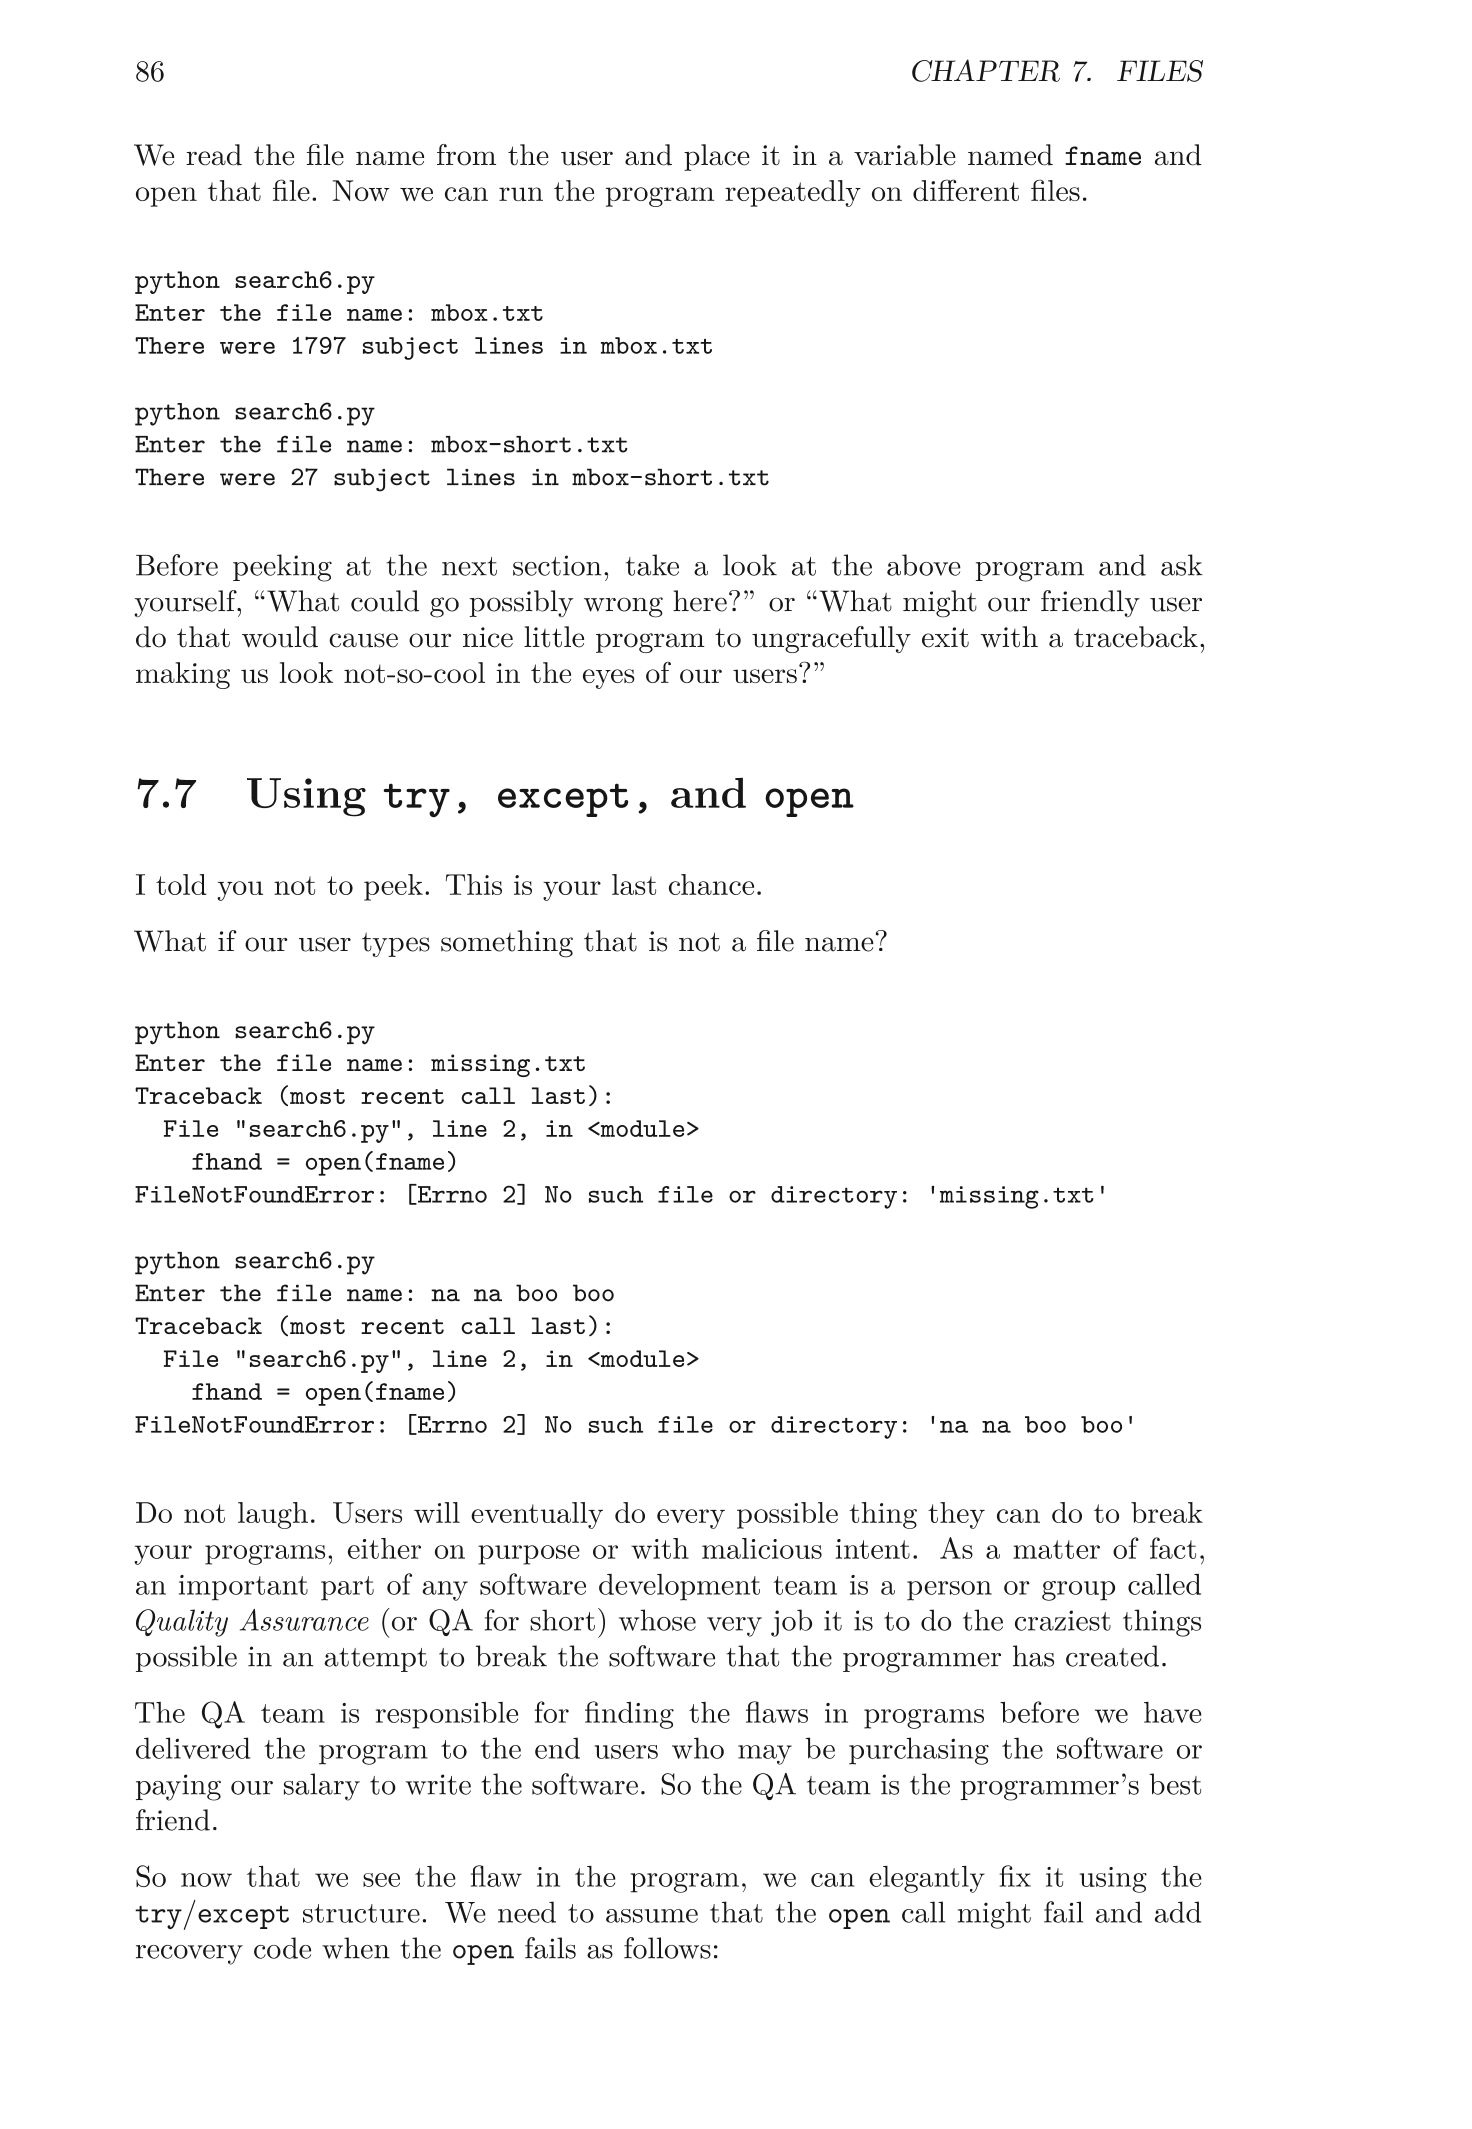 86 CHAPTER 7. FILES
We read the file name from the user and place it in a variable named fname and
open that file. Now we can run the program repeatedly on different files.
python search6.py
Enter the file name: mbox.txt
There were 1797 subject lines in mbox.txt
python search6.py
Enter the file name: mbox-short.txt
There were 27 subject lines in mbox-short.txt
Before peeking at the next section, take a look at the above program and ask
yourself, “What could go possibly wrong here?” or “What might our friendly user
do that would cause our nice little program to ungracefully exit with a traceback,
making us look not-so-cool in the eyes of our users?”
7.7 Using try, except, and open
I told you not to peek. This is your last chance.
What if our user types something that is not a file name?
python search6.py
Enter the file name: missing.txt
Traceback (most recent call last):
  File "search6.py", line 2, in <module>
    fhand = open(fname)
FileNotFoundError: [Errno 2] No such file or directory: 'missing.txt'
python search6.py
Enter the file name: na na boo boo
Traceback (most recent call last):
  File "search6.py", line 2, in <module>
    fhand = open(fname)
FileNotFoundError: [Errno 2] No such file or directory: 'na na boo boo'
Do not laugh. Users will eventually do every possible thing they can do to break
your programs, either on purpose or with malicious intent. As a matter of fact,
an important part of any software development team is a person or group called
Quality Assurance (or QA for short) whose very job it is to do the craziest things
possible in an attempt to break the software that the programmer has created.
The QA team is responsible for finding the flaws in programs before we have
delivered the program to the end users who may be purchasing the software or
paying our salary to write the software. So the QA team is the programmer’s best
friend.
So now that we see the flaw in the program, we can elegantly fix it using the
try/except structure. We need to assume that the open call might fail and add
recovery code when the open fails as follows: